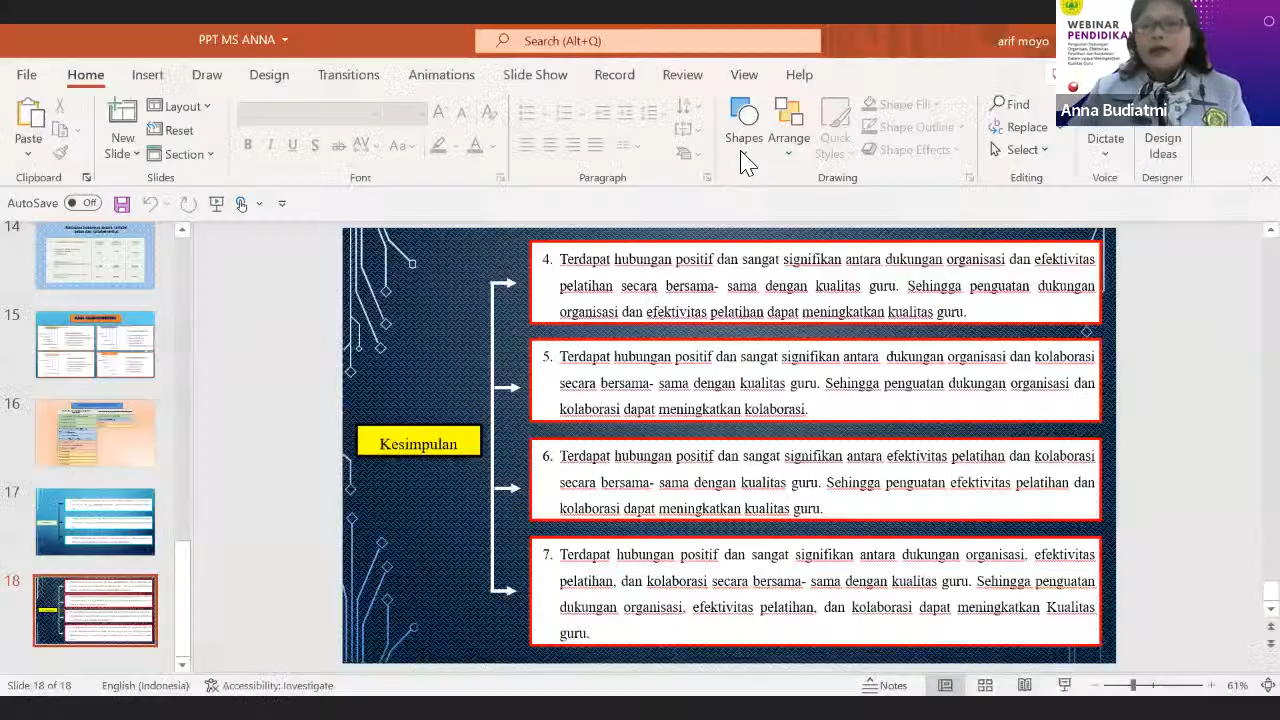 PPT MS ANNA
Search (Alt+Q)
arif moyo
WEBINAR
PENDIDIKAN
Anna Budiatmi
File Home Insert Draw Design Transitions Animations Slide Show Record Review View Help
Paste
Clipboard
New
Slide
Layout
Reset
Section
Slides
B I U S
Aa
A
Font
Paragraph
Shapes
Arrange
Quick
Styles
Shape Fill
Shape Outline
Shape Effects
Drawing
Find
Replace
Select
Editing
Dictate
Voice
Design
Ideas
Designer
AutoSave Off
14
15
16
17
18
Kesimpulan
4. Terdapat hubungan positif dan sangat signifikan antara dukungan organisasi dan efektivitas
pelatihan secara bersama- sama dengan kualitas guru. Sehingga penguatan dukungan
organisasi dan efektivitas pelatihan dapat meningkatkan kualitas guru.
5. Terdapat hubungan positif dan sangat signifikan antara dukungan organisasi dan kolaborasi
secara bersama- sama dengan kualitas guru. Sehingga penguatan dukungan organisasi dan
kolaborasi dapat meningkatkan kolaborasi.
6. Terdapat hubungan positif dan sangat signifikan antara efektiviras pelatihan dan kolaborasi
secara bersama- sama dengan kualitas guru. Sehingga penguatan efektivitas pelatihan dan
kolaborasi dapat meningkatkan kualitas guru.
7. Terdapat hubungan positif dan sangat signifikan antara dukungan organisasi, efektivitas
pelatihan, dan kolaborasi secara bersama-sama dengan kualitas guru. Sehingga penguatan
dukungan organisasi, efektivitas pelatihan, dan kolaborasi dapat meningkatkan Kualitas
guru.
Slide 18 of 18 English (Indonesia) Accessibility: Investigate
Notes
61%